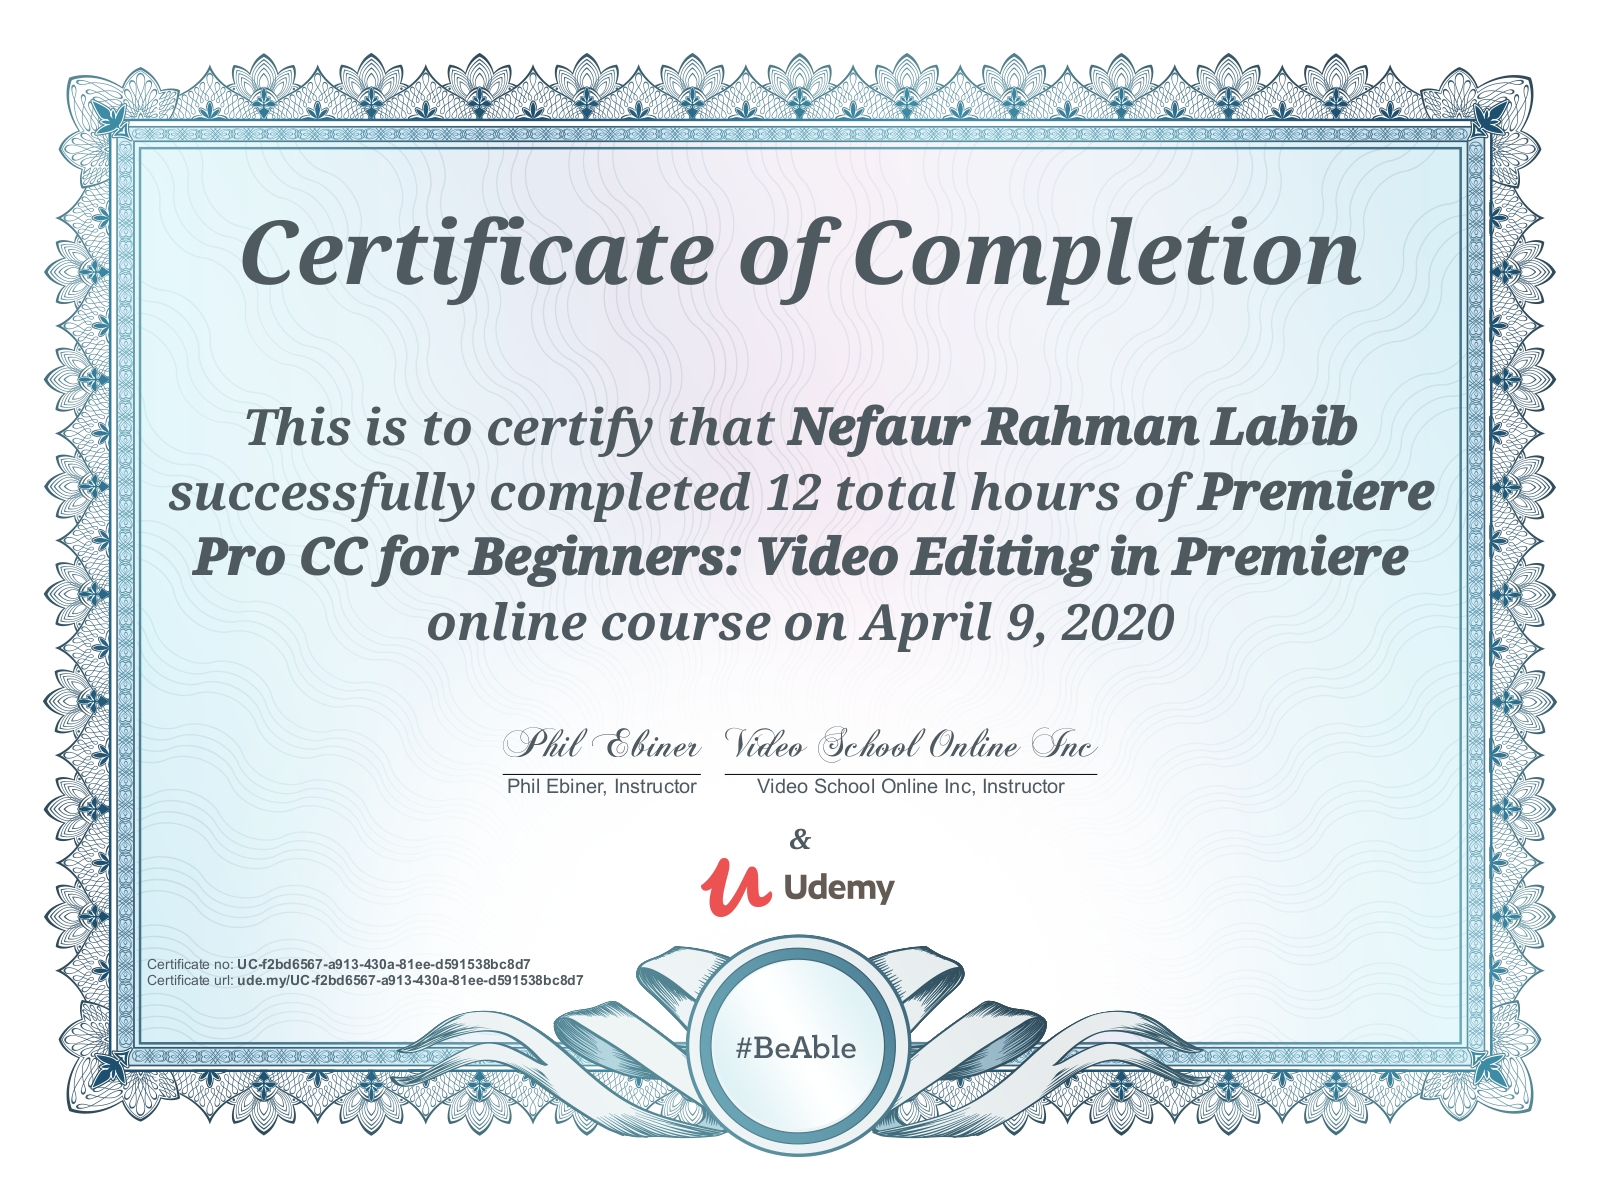 Certificate of Completion
This is to certify that Nefaur Rahman Labib
successfully completed 12 total hours of Premiere
Pro CC for Beginners: Video Editing in Premiere
online course on April 9, 2020
Phil Ebiner Video School Online Inc
Phil Ebiner, Instructor Video School Online Inc, Instructor
&
Udemy
Certificate no: UC-f2bd6567-a913-430a-81ee-d591538bc8d7
Certificate url: ude.my/UC-f2bd6567-a913-430a-81ee-d591538bc8d7
#BeAble